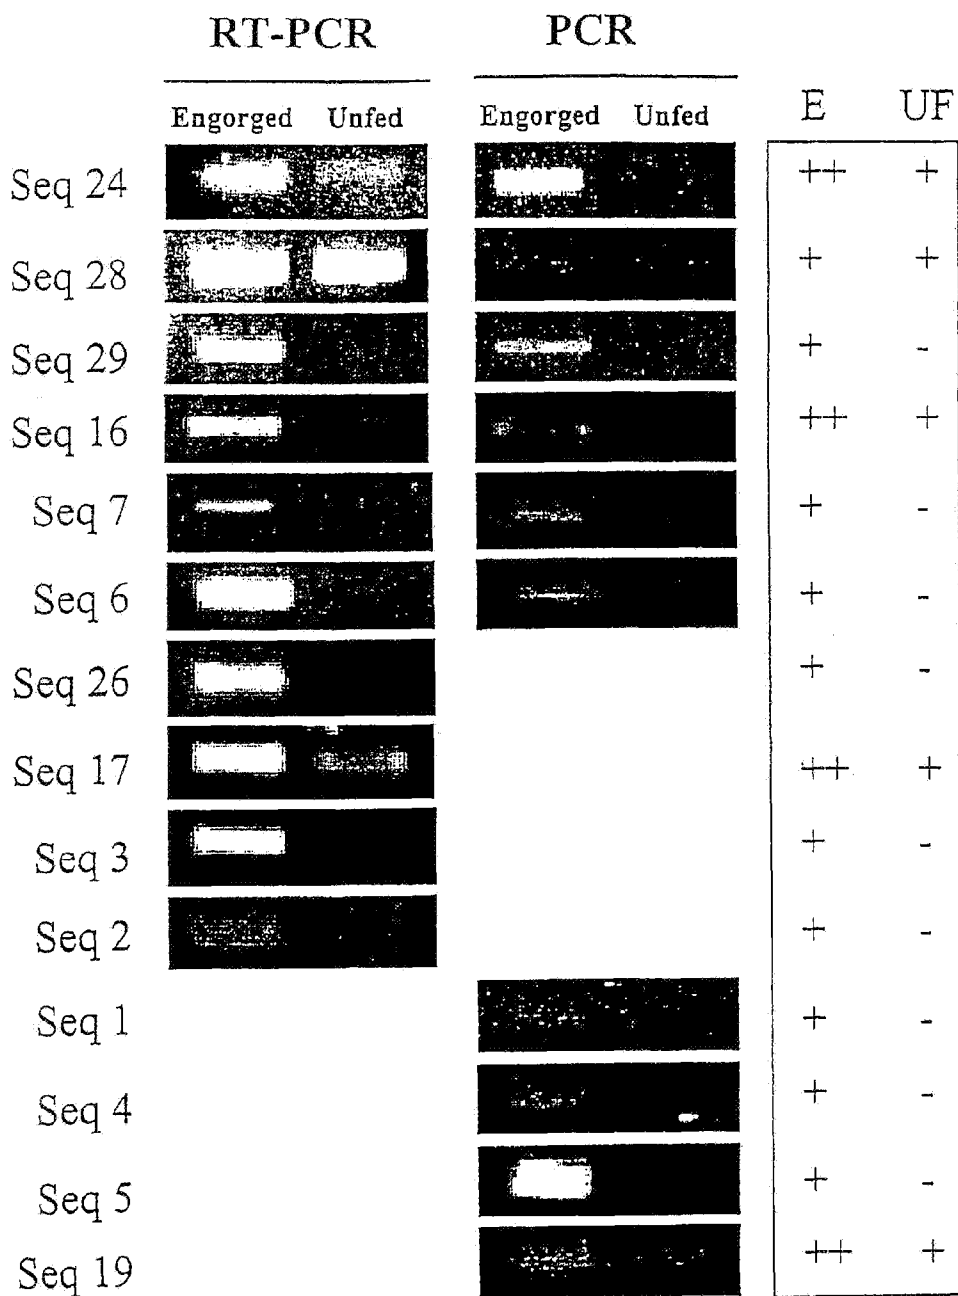 RT-PCR PCR
Engorged Unfed Engorged Unfed E UF
Seq 24 ++ +
Seq 28 + +
Seq 29 + -
Seq 16 ++ +
Seq 7 + -
Seq 6 + -
Seq 26 + -
Seq 17 ++ +
Seq 3 + -
Seq 2 + -
Seq 1 + -
Seq 4 + -
Seq 5 + -
Seq 19 ++ +